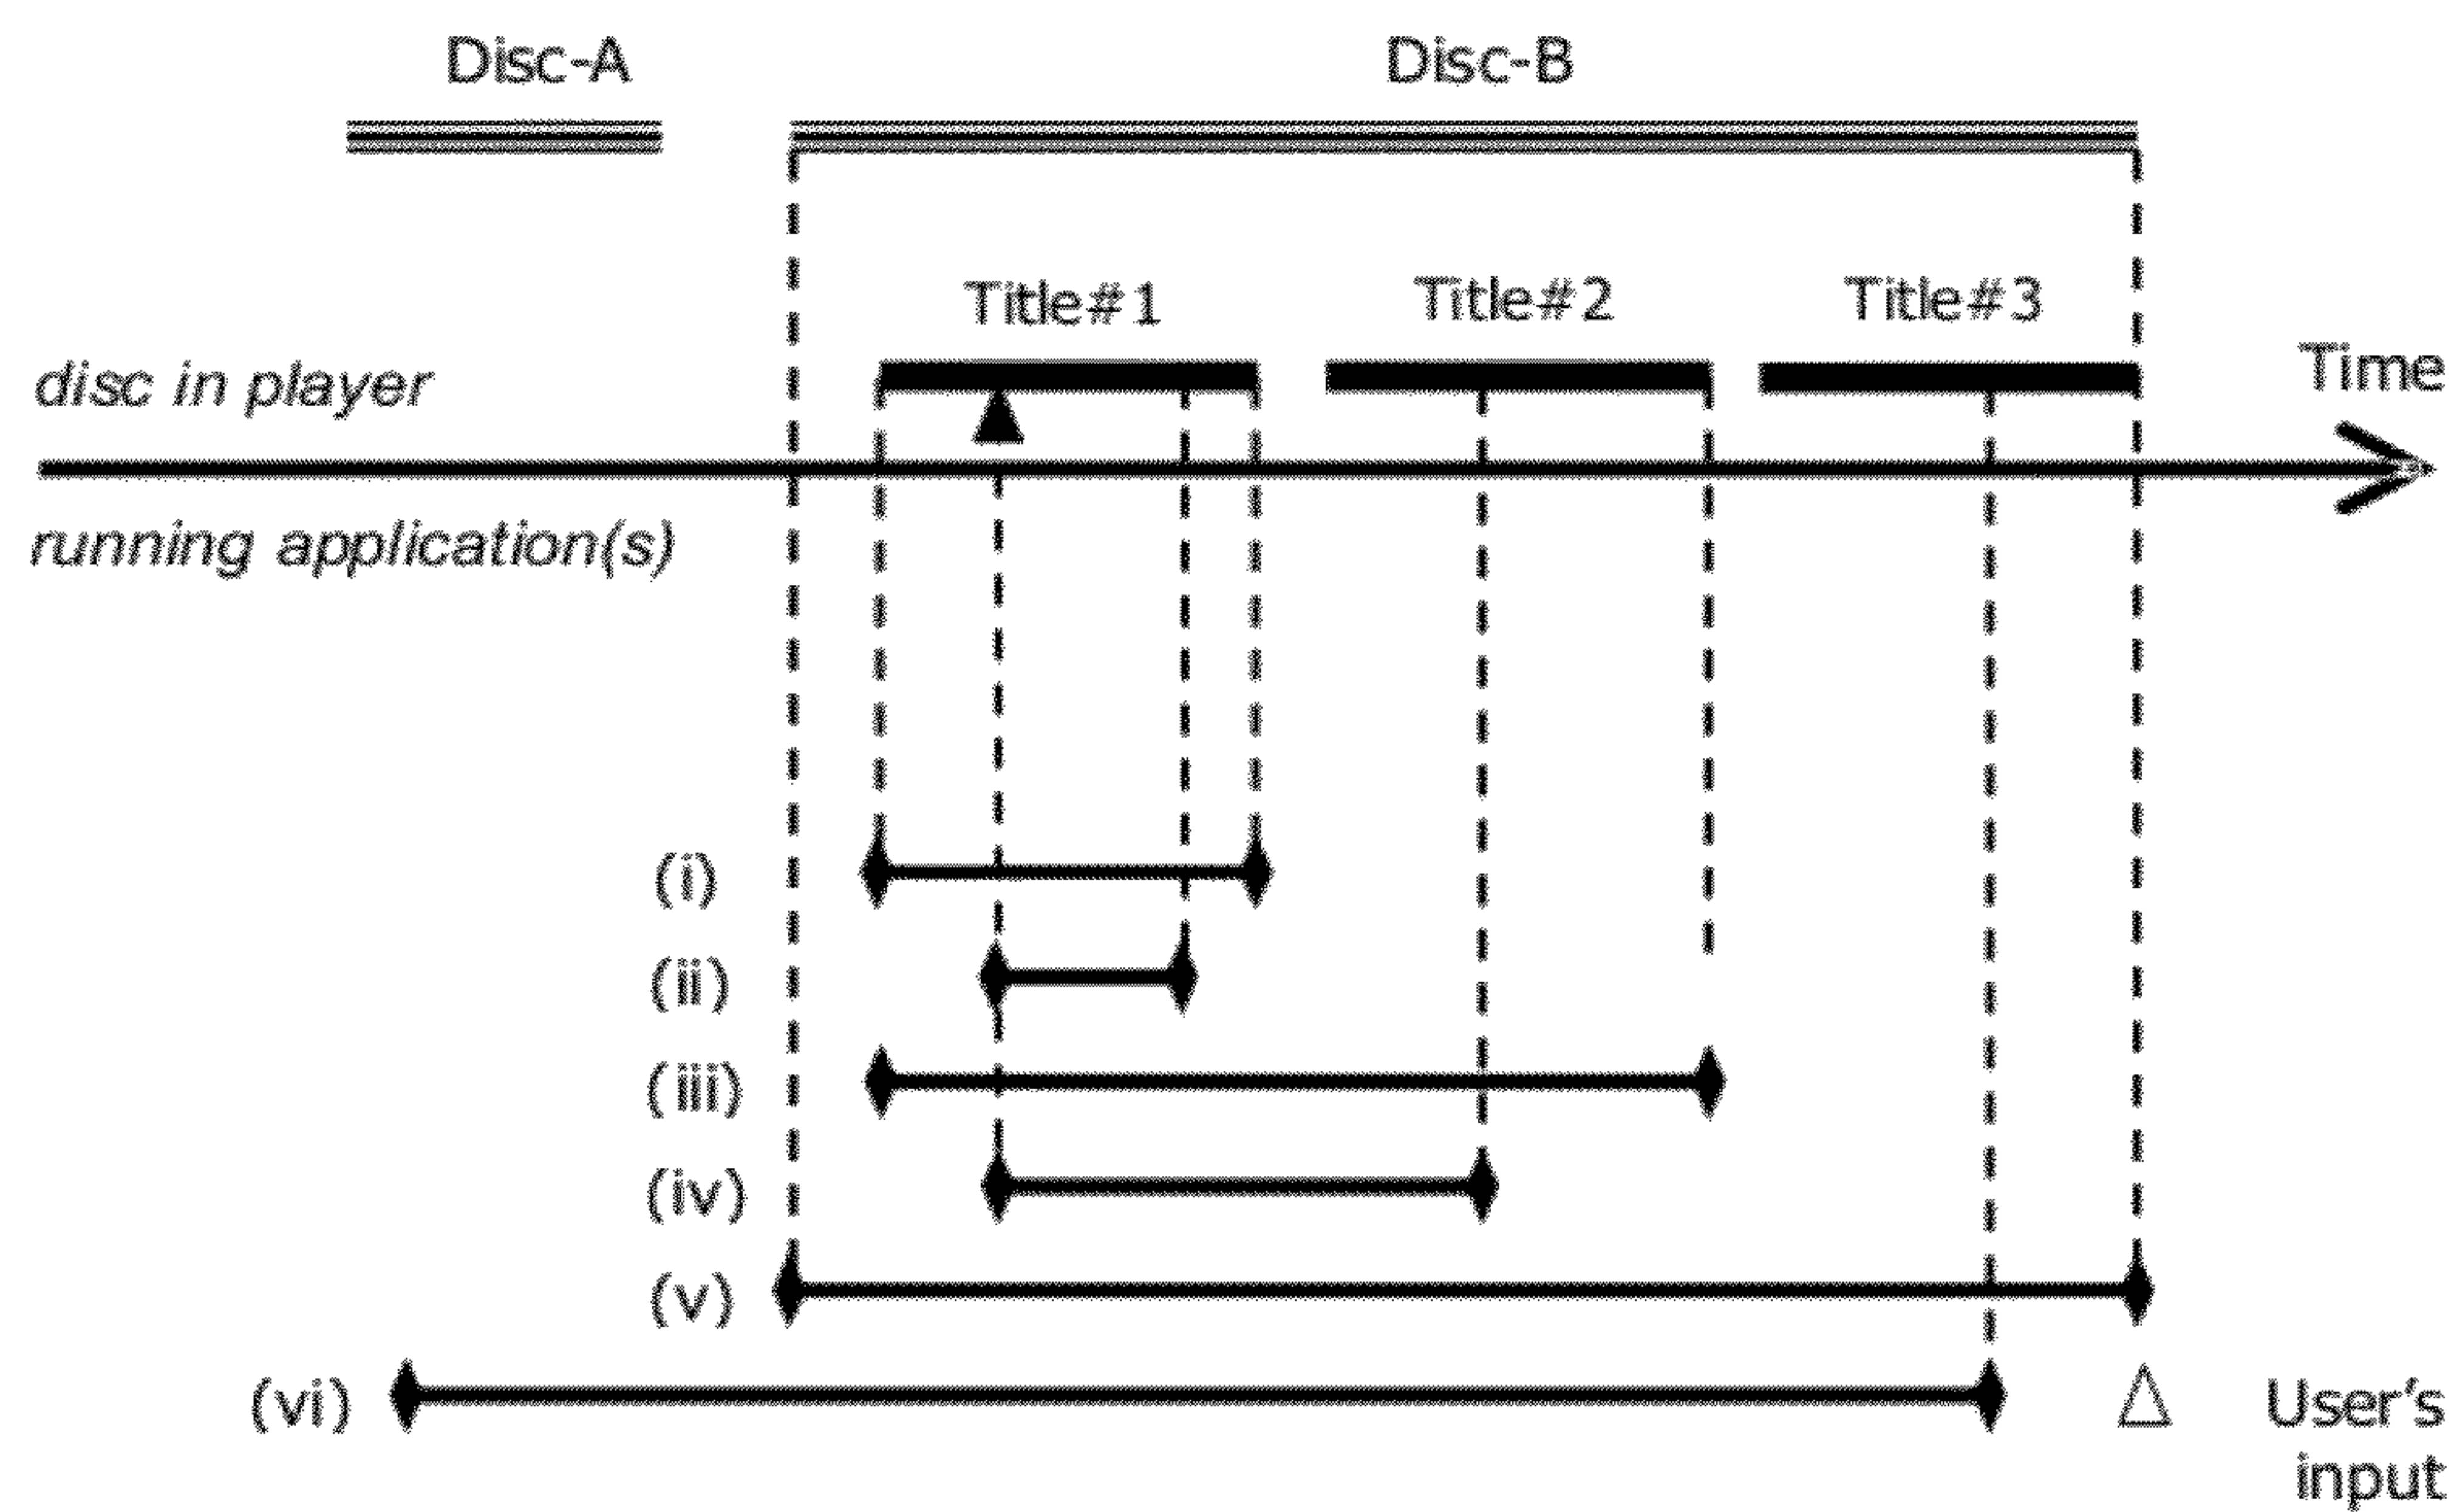 Disc-A
Disc-B
Title#1
Title#2
Title#3
disc in player
Time
running application(s)
(i)
(ii)
(iii)
(iv)
(v)
(vi)
User's
input